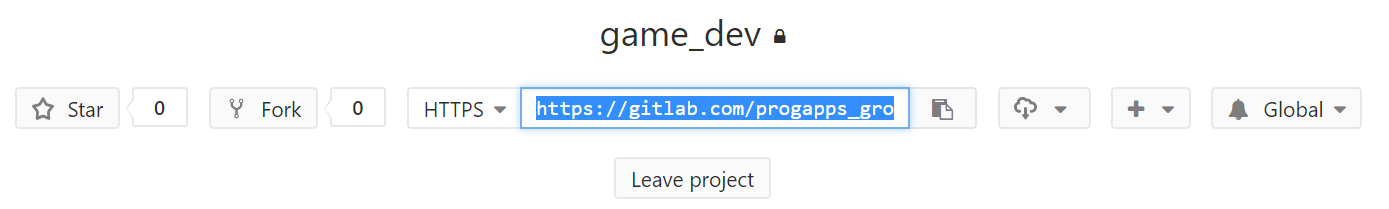 game_dev
Star 0 Fork 0 HTTPS https://gitlab.com/progapps_gro Global
Leave project